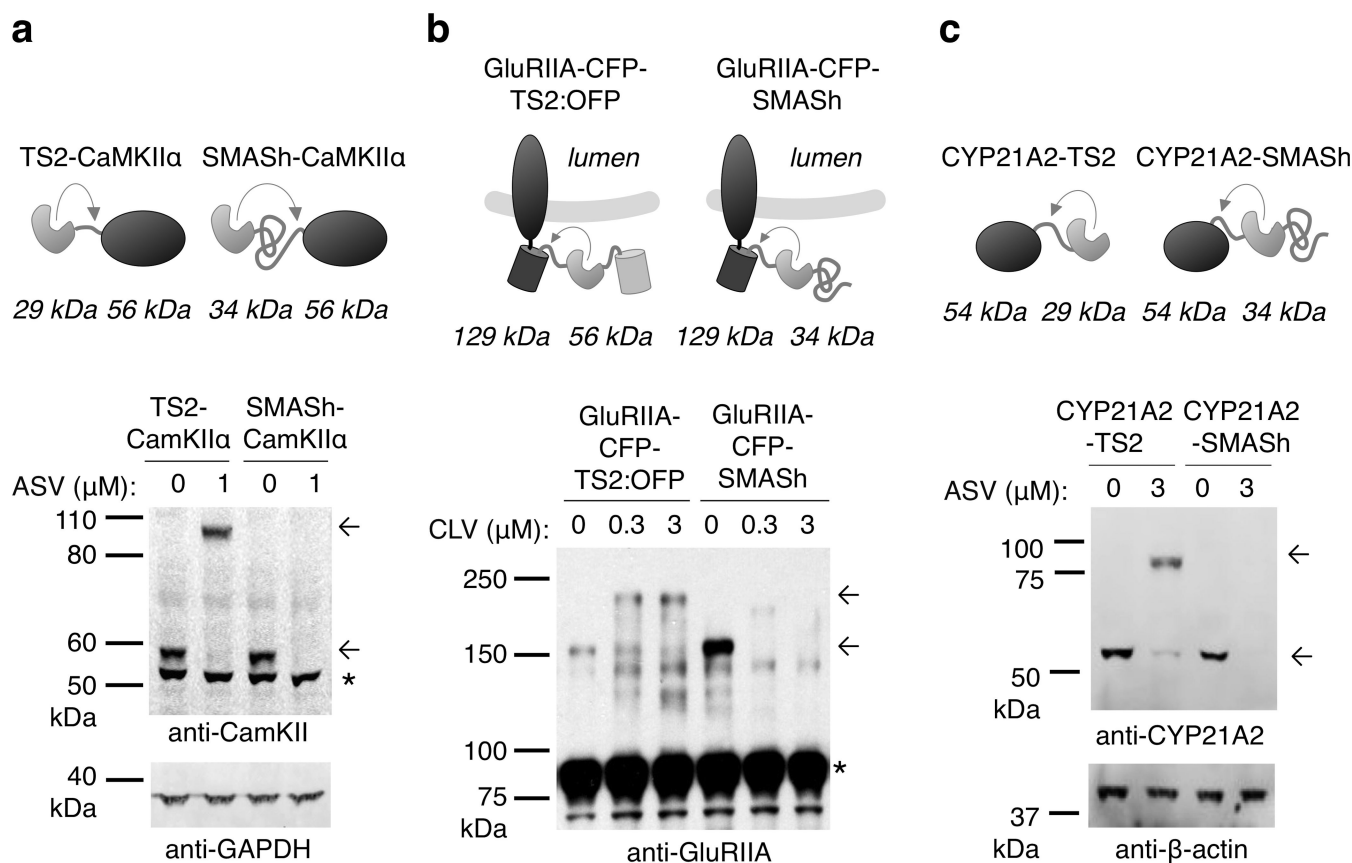 a
TS2-CaMKIIα SMASh-CaMKIIα
29 kDa 56 kDa 34 kDa 56 kDa
TS2-
CamKIIα
SMASh-
CamKIIα
ASV (μM): 0 1 0 1
110
80
60
50
kDa
*
anti-CamKII
40
kDa
anti-GAPDH
b
GluRIIA-CFP-
TS2:OFP
GluRIIA-CFP-
SMASh
lumen
lumen
129 kDa 56 kDa 129 kDa 34 kDa
GluRIIA-
CFP-
TS2:OFP
GluRIIA-
CFP-
SMASh
CLV (μM): 0 0.3 3 0 0.3 3
250
150
100
75
kDa
*
anti-GluRIIA
c
CYP21A2-TS2 CYP21A2-SMASh
54 kDa 29 kDa 54 kDa 34 kDa
CYP21A2
-TS2
CYP21A2
-SMASh
ASV (μM): 0 3 0 3
100
75
50
kDa
anti-CYP21A2
37
kDa
anti-β-actin